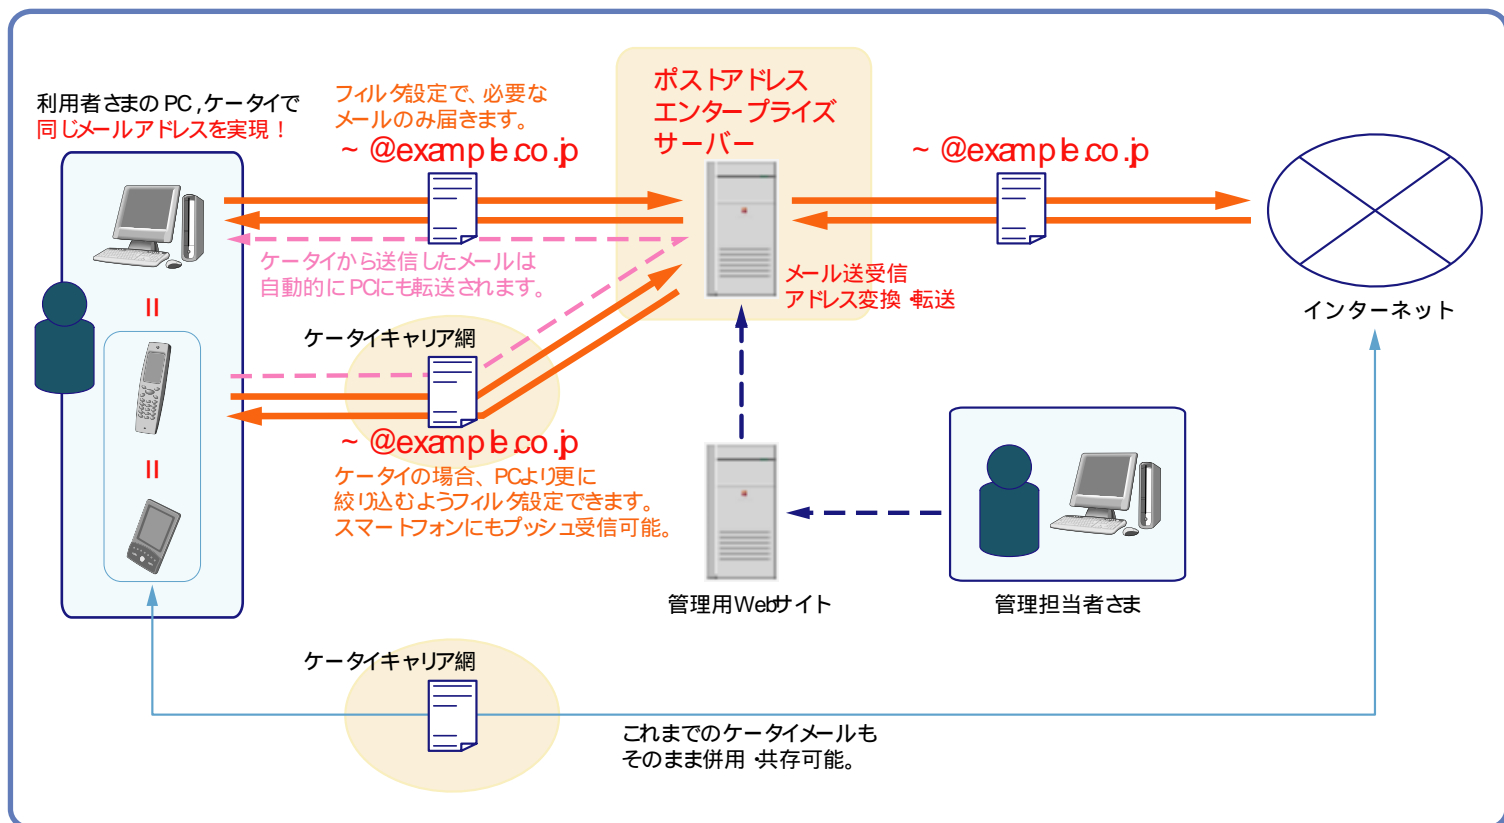 利用者さまの PC ,ケータイで
同じメールアドレスを実現！
フィルタ設定で、必要な
メールのみ届きます。
~ @example.co.jp
ポストアドレス
エンタープライズ
サーバー
~ @example.co.jp
ケータイから送信したメールは
自動的にPCにも転送されます。
メール送受信
アドレス変換・転送
インターネット
=
ケータイキャリア網
~ @example.co.jp
=
ケータイの場合、PCより更に
絞り込むようフィルタ設定できます。
スマートフォンにもプッシュ受信可能。
管理用Webサイト
管理担当者さま
ケータイキャリア網
これまでのケータイメールも
そのまま併用・共存可能。